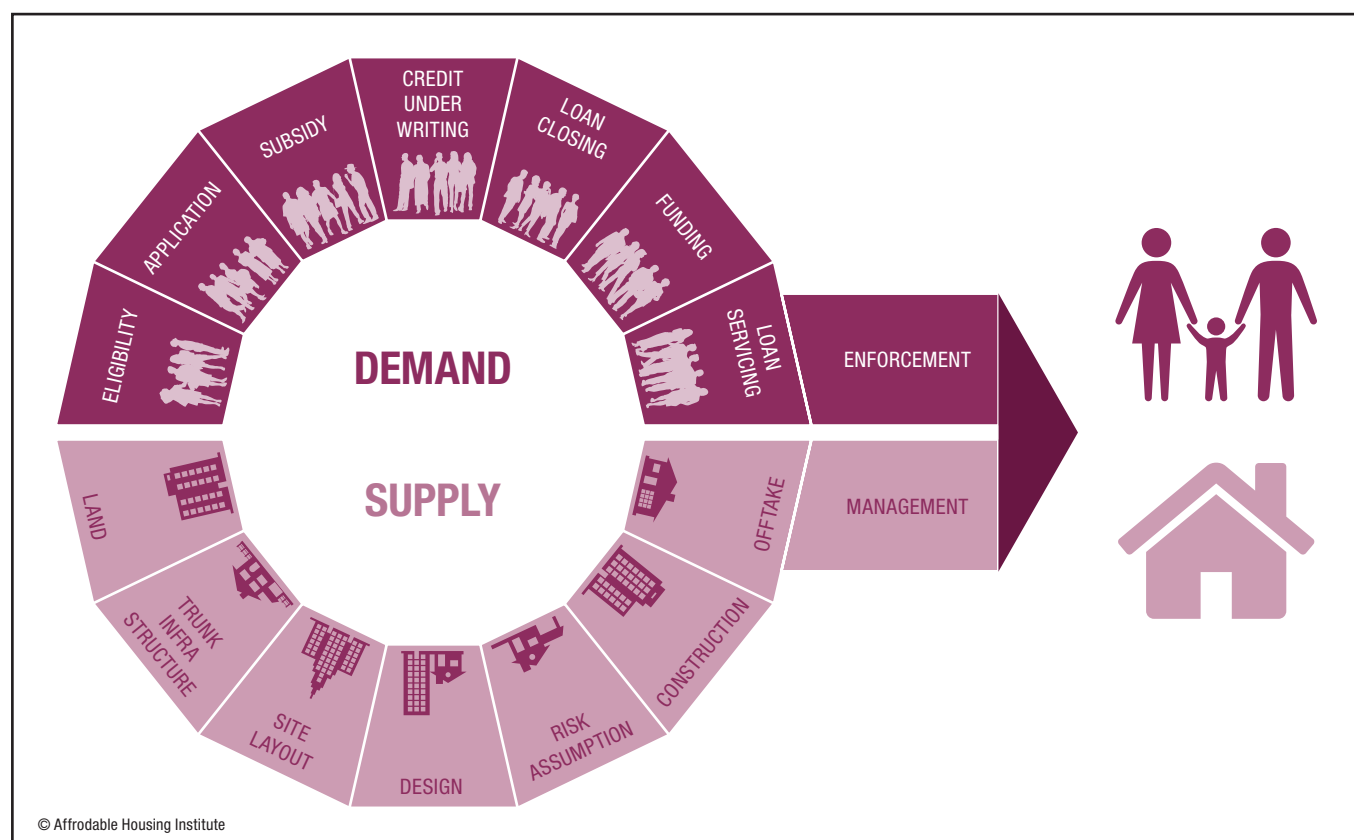 ELIGIBILITY
APPLICATION
SUBSIDY
CREDIT
UNDER
WRITING
LOAN
CLOSING
FUNDING
LOAN
SERVICING
ENFORCEMENT
DEMAND
SUPPLY
LAND
TRUNK
INFRA
STRUCTURE
SITE
LAYOUT
DESIGN
RISK
ASSUMPTION
CONSTRUCTION
OFFTAKE
MANAGEMENT
© Affrodable Housing Institute